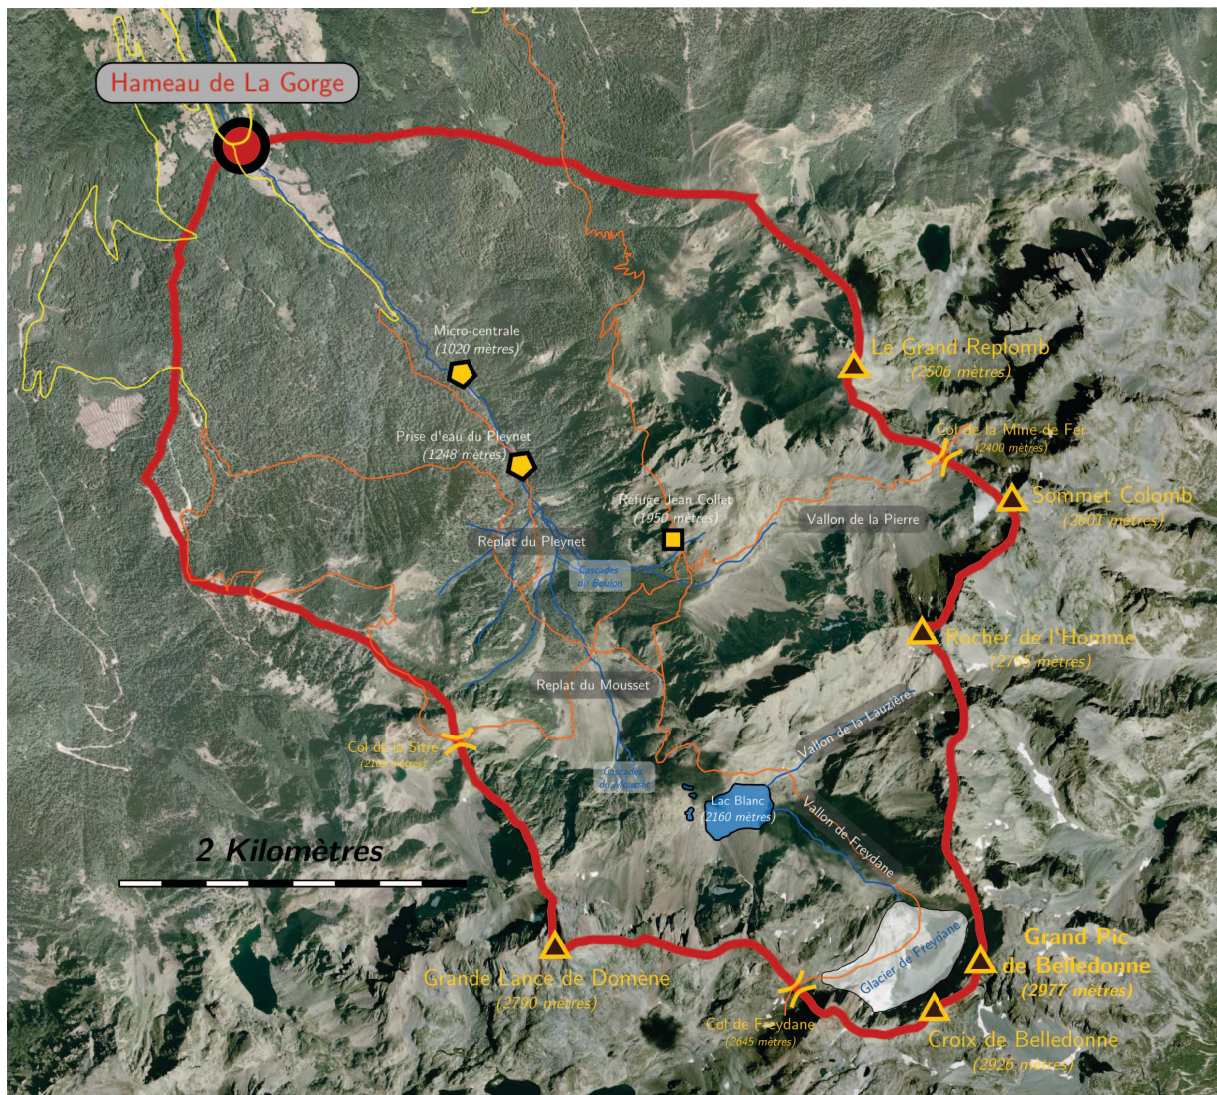 Hameau de La Gorge
Micro-centrale
(1020 mètres)
Le Grand Replomb
(2506 mètres)
Prise d'eau du Pleynet
(1248 mètres)
Col de la Mine de Fer
(2400 mètres)
Refuge Jean Collet
(1950 mètres)
Sommet Colomb
(2601 mètres)
Vallon de la Pierre
Replat du Pleynet
Cascades
du Boulon
Rocher de l'Homme
mètres)
Replat du Mousset
Vallon de la Lauzière
Col de la Sitre
mètres)
Cascades
du Mousset
Lac Blanc
(2160 mètres)
Vallon de Freydane
2 Kilomètres
Glacier de Freydane
Grand Pic
de Belledonne
(2977 mètres)
Grande Lance de Domène
(2790 mètres)
Col de Freydane
(2645 mètres)
Croix de Belledonne
(2926 mètres)